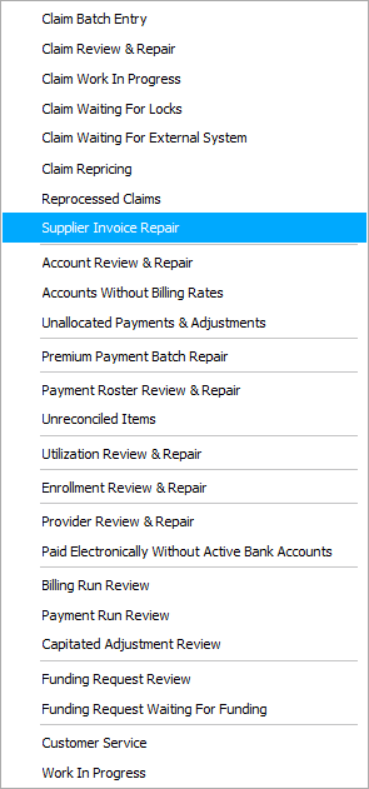 Claim Batch Entry
Claim Review & Repair
Claim Work In Progress
Claim Waiting For Locks
Claim Waiting For External System
Claim Repricing
Reprocessed Claims
Supplier Invoice Repair
Account Review & Repair
Accounts Without Billing Rates
Unallocated Payments & Adjustments
Premium Payment Batch Repair
Payment Roster Review & Repair
Unreconciled Items
Utilization Review & Repair
Enrollment Review & Repair
Provider Review & Repair
Paid Electronically Without Active Bank Accounts
Billing Run Review
Payment Run Review
Capitated Adjustment Review
Funding Request Review
Funding Request Waiting For Funding
Customer Service
Work In Progress